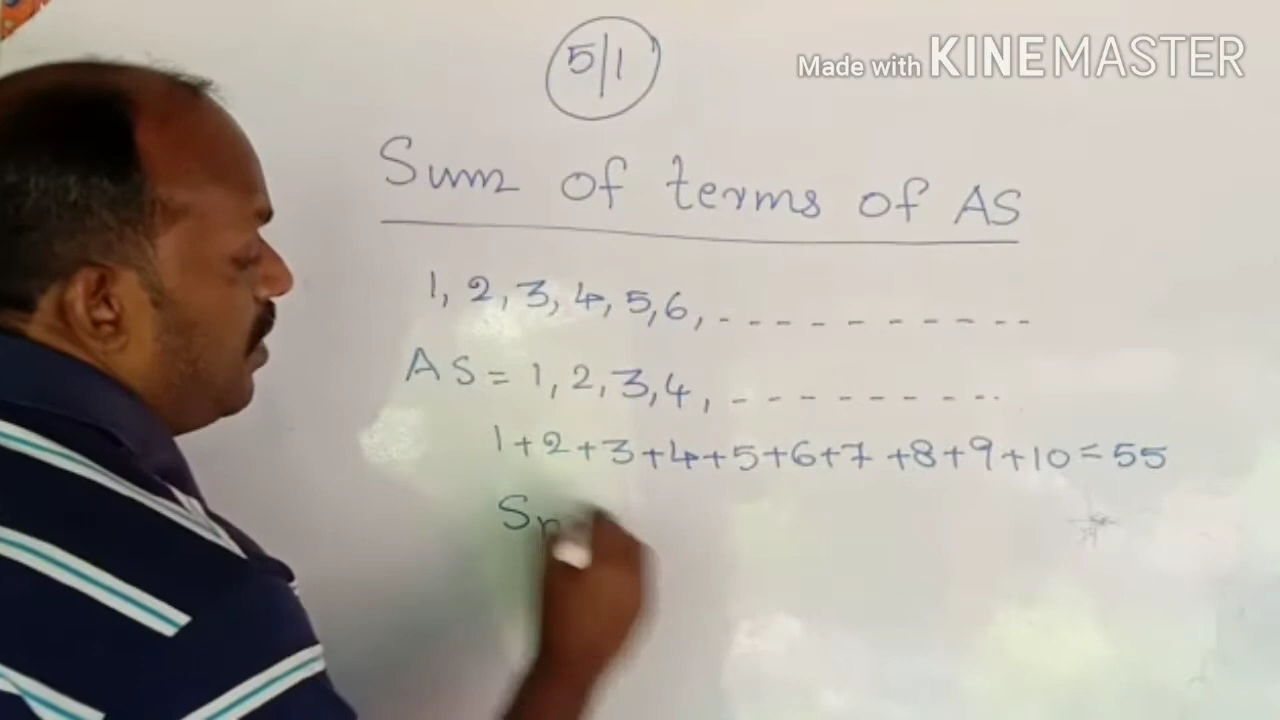 Made with KINEMASTER
5/1
Sum of terms of AS
1, 2, 3, 4, 5, 6, - - - - - - - - - -
AS = 1, 2, 3, 4, - - - - - - - - - -
1+2+3+4+5+6+7+8+9+10=55
Sn